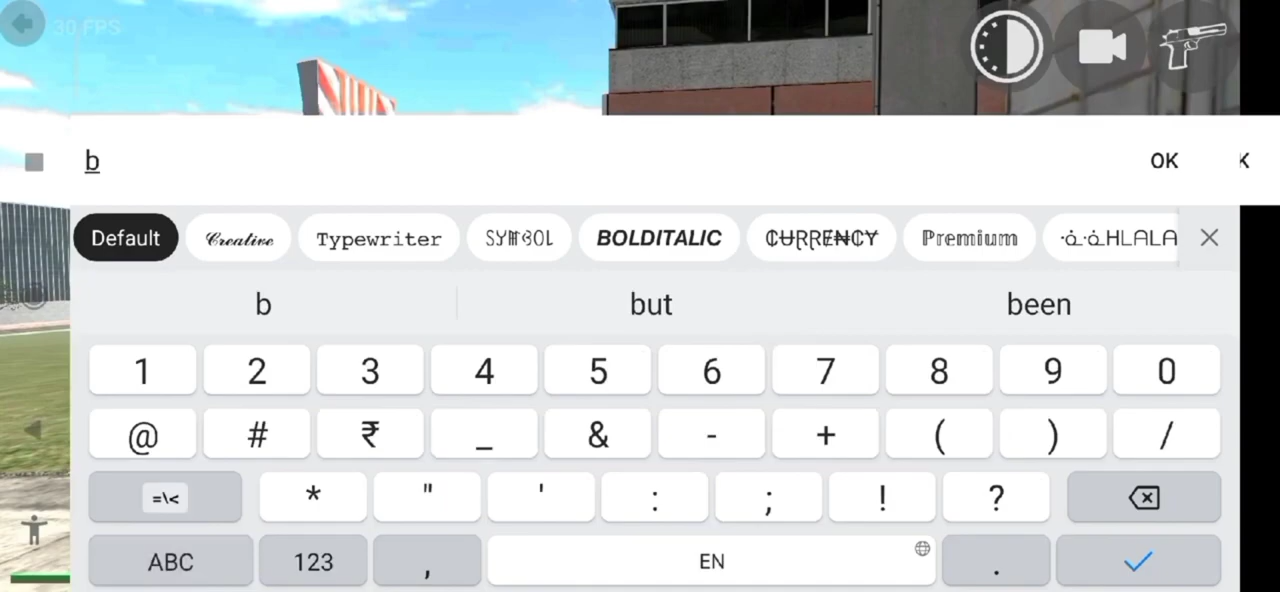 30 FPS
b OK K
Default Creative Typewriter SYMBOL BOLDITALIC CURRENCY Premium HLALA
b but been
1 2 3 4 5 6 7 8 9 0
@ # ₹ _ & - + ( ) /
=\< * " ' : ; ! ?
ABC 123 , EN .